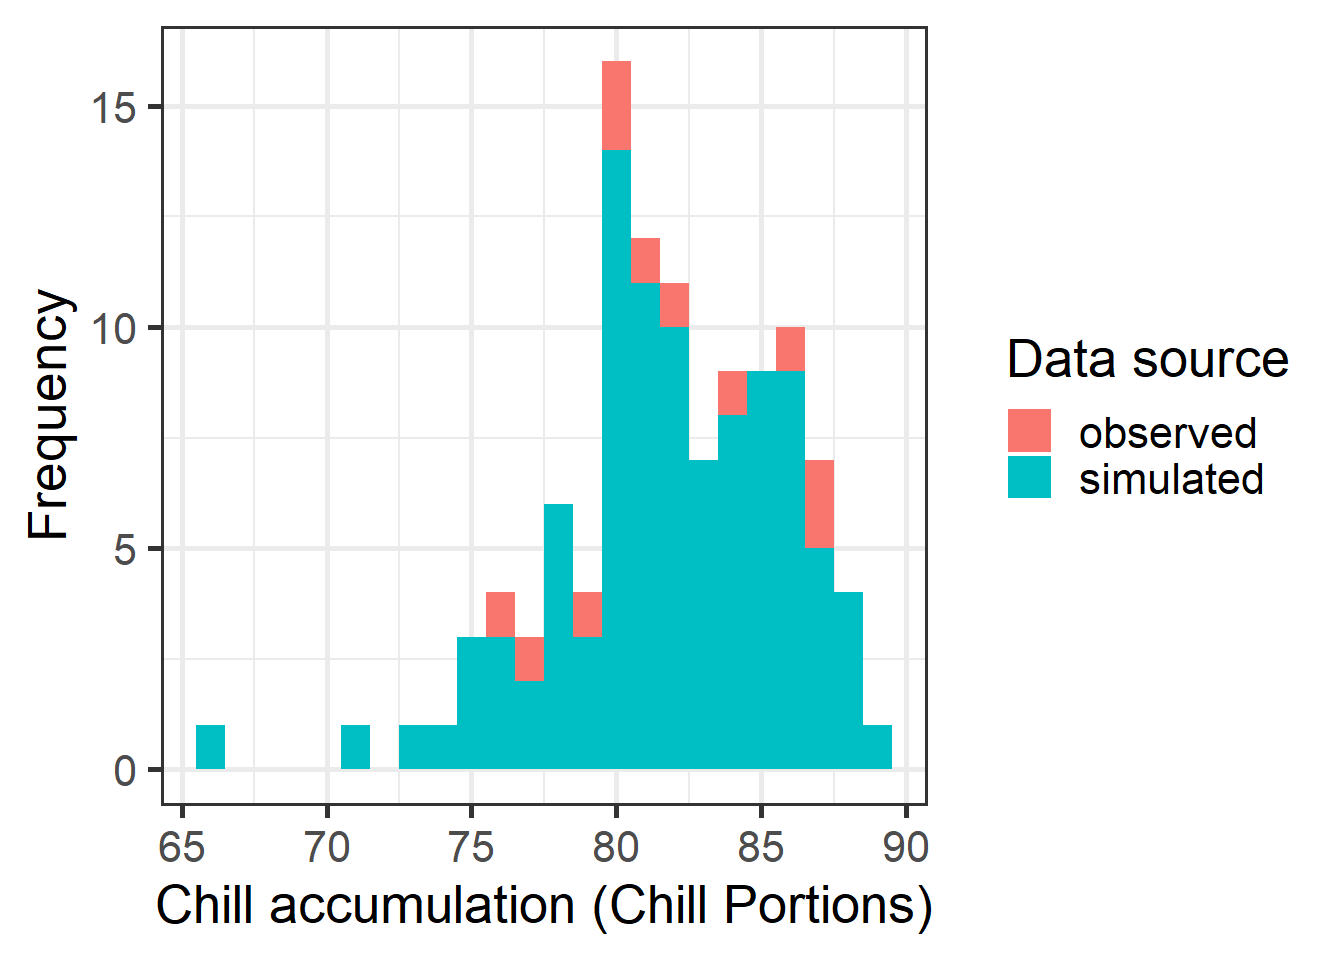 15
10
5
0
Frequency
65 70 75 80 85 90
Chill accumulation (Chill Portions)
Data source
observed
simulated